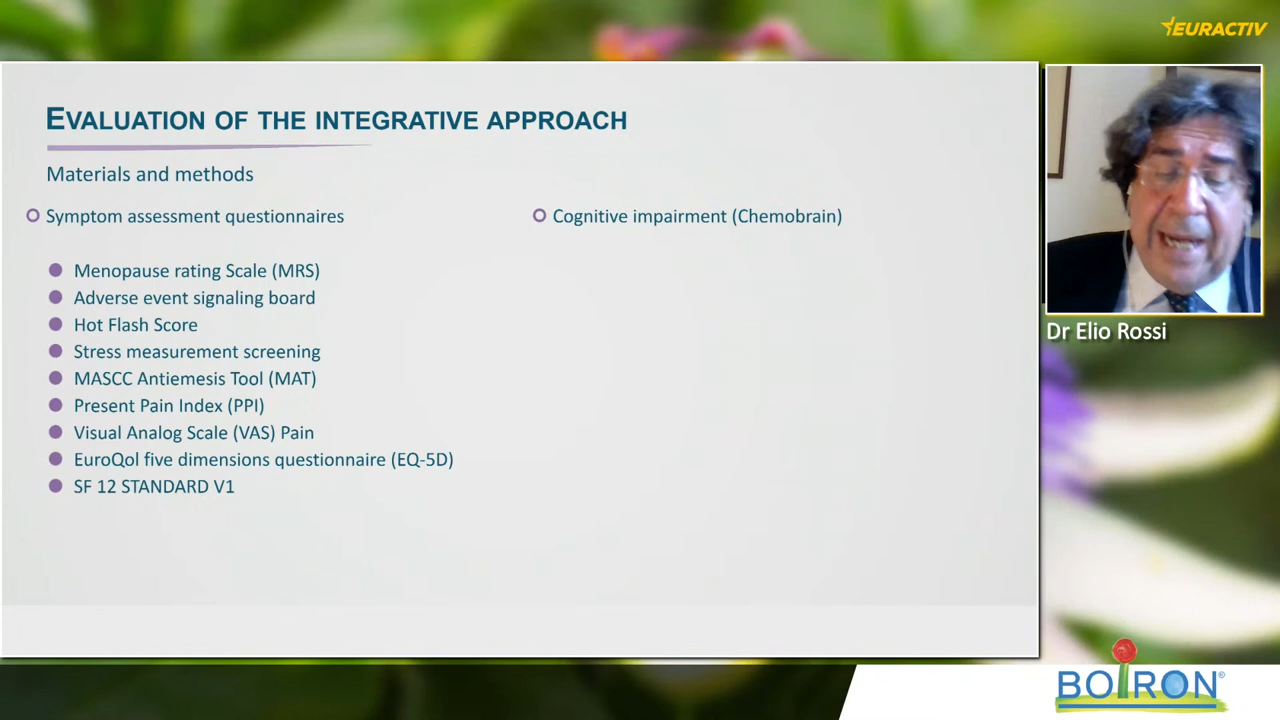 EURACTIV
EVALUATION OF THE INTEGRATIVE APPROACH
Materials and methods
Symptom assessment questionnaires
Menopause rating Scale (MRS)
Adverse event signaling board
Hot Flash Score
Stress measurement screening
MASCC Antiemesis Tool (MAT)
Present Pain Index (PPI)
Visual Analog Scale (VAS) Pain
EuroQol five dimensions questionnaire (EQ-5D)
SF 12 STANDARD V1
Cognitive impairment (Chemobrain)
Dr Elio Rossi
BOIRON®